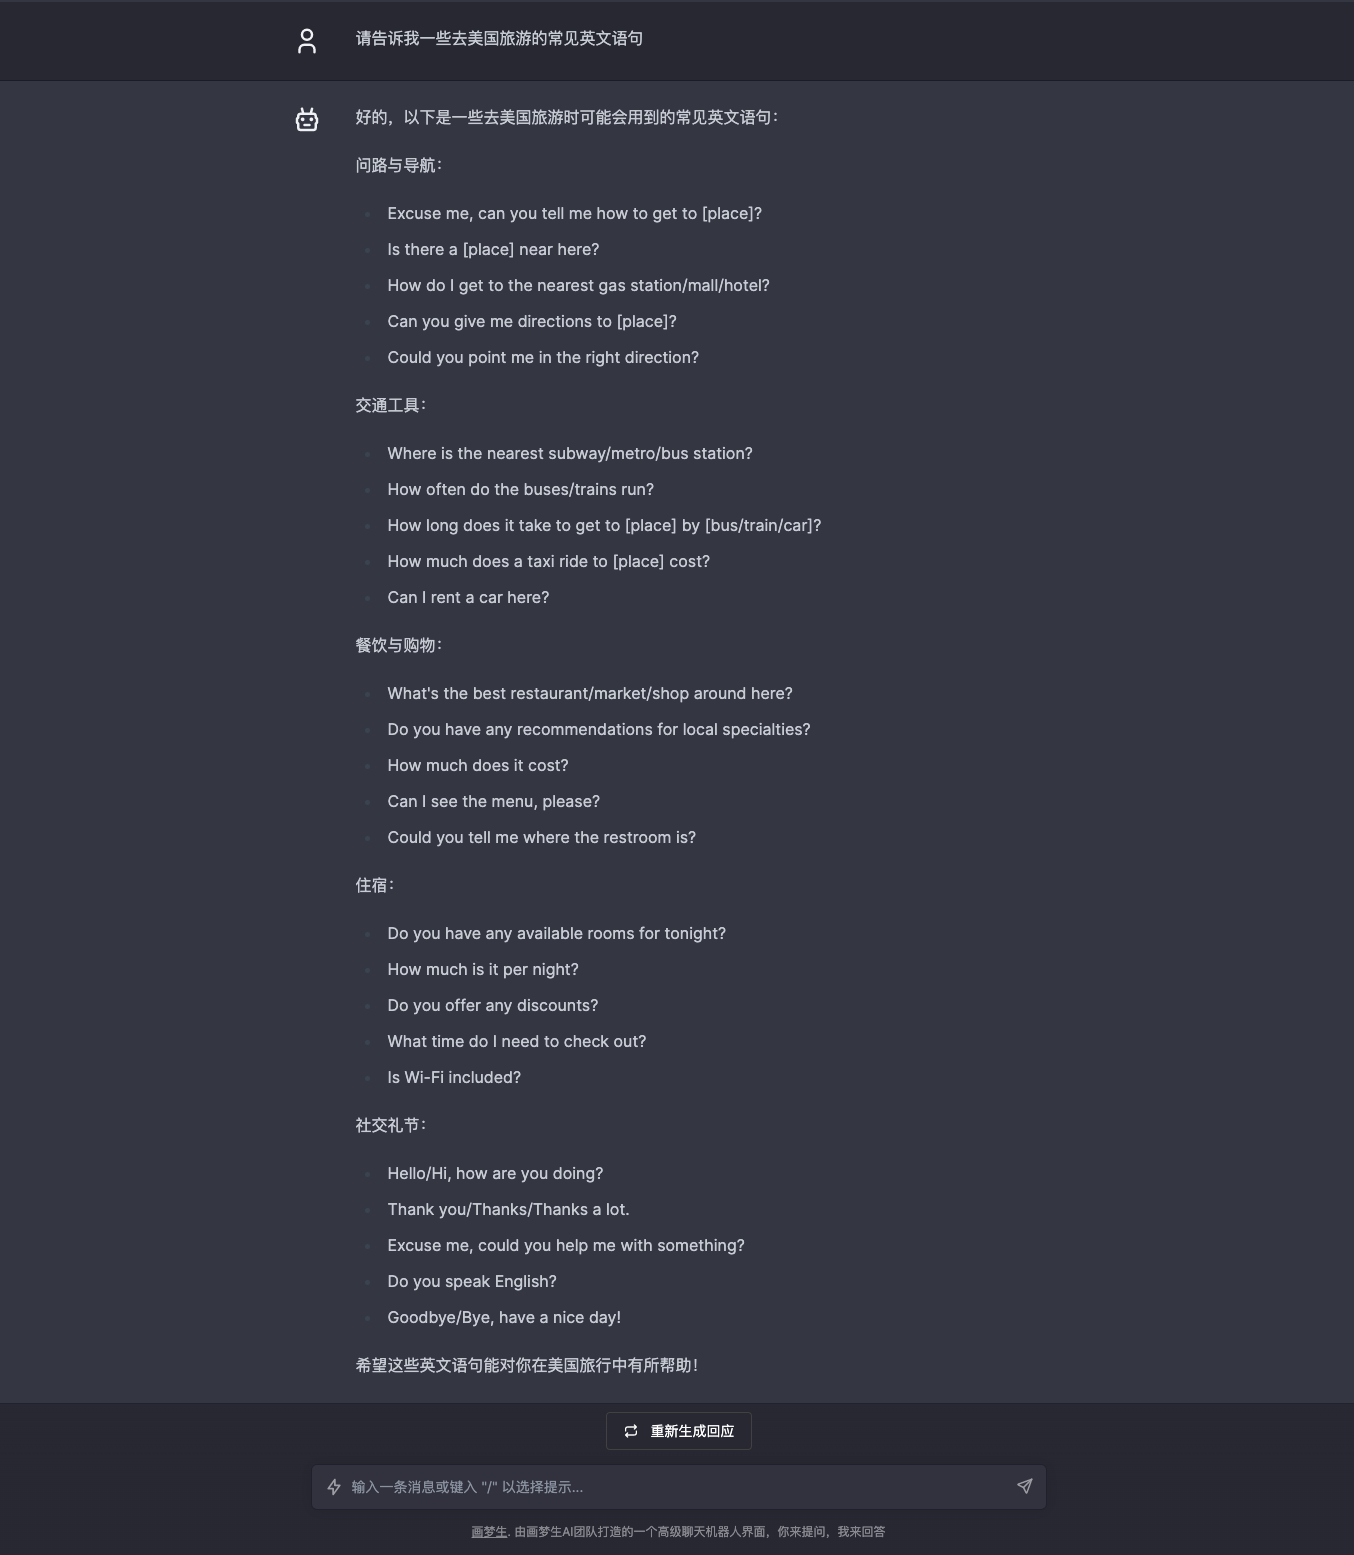 请告诉我一些去美国旅游的常见英文语句
好的，以下是一些去美国旅游时可能会用到的常见英文语句：
问路与导航：
Excuse me, can you tell me how to get to [place]?
Is there a [place] near here?
How do I get to the nearest gas station/mall/hotel?
Can you give me directions to [place]?
Could you point me in the right direction?
交通工具：
Where is the nearest subway/metro/bus station?
How often do the buses/trains run?
How long does it take to get to [place] by [bus/train/car]?
How much does a taxi ride to [place] cost?
Can I rent a car here?
餐饮与购物：
What's the best restaurant/market/shop around here?
Do you have any recommendations for local specialties?
How much does it cost?
Can I see the menu, please?
Could you tell me where the restroom is?
住宿：
Do you have any available rooms for tonight?
How much is it per night?
Do you offer any discounts?
What time do I need to check out?
Is Wi-Fi included?
社交礼节：
Hello/Hi, how are you doing?
Thank you/Thanks/Thanks a lot.
Excuse me, could you help me with something?
Do you speak English?
Goodbye/Bye, have a nice day!
希望这些英文语句能对你在美国旅行中有所帮助！
重新生成回应
输入一条消息或键入 "/" 以选择提示...
画梦生. 由画梦生AI团队打造的一个高级聊天机器人界面，你来提问，我来回答